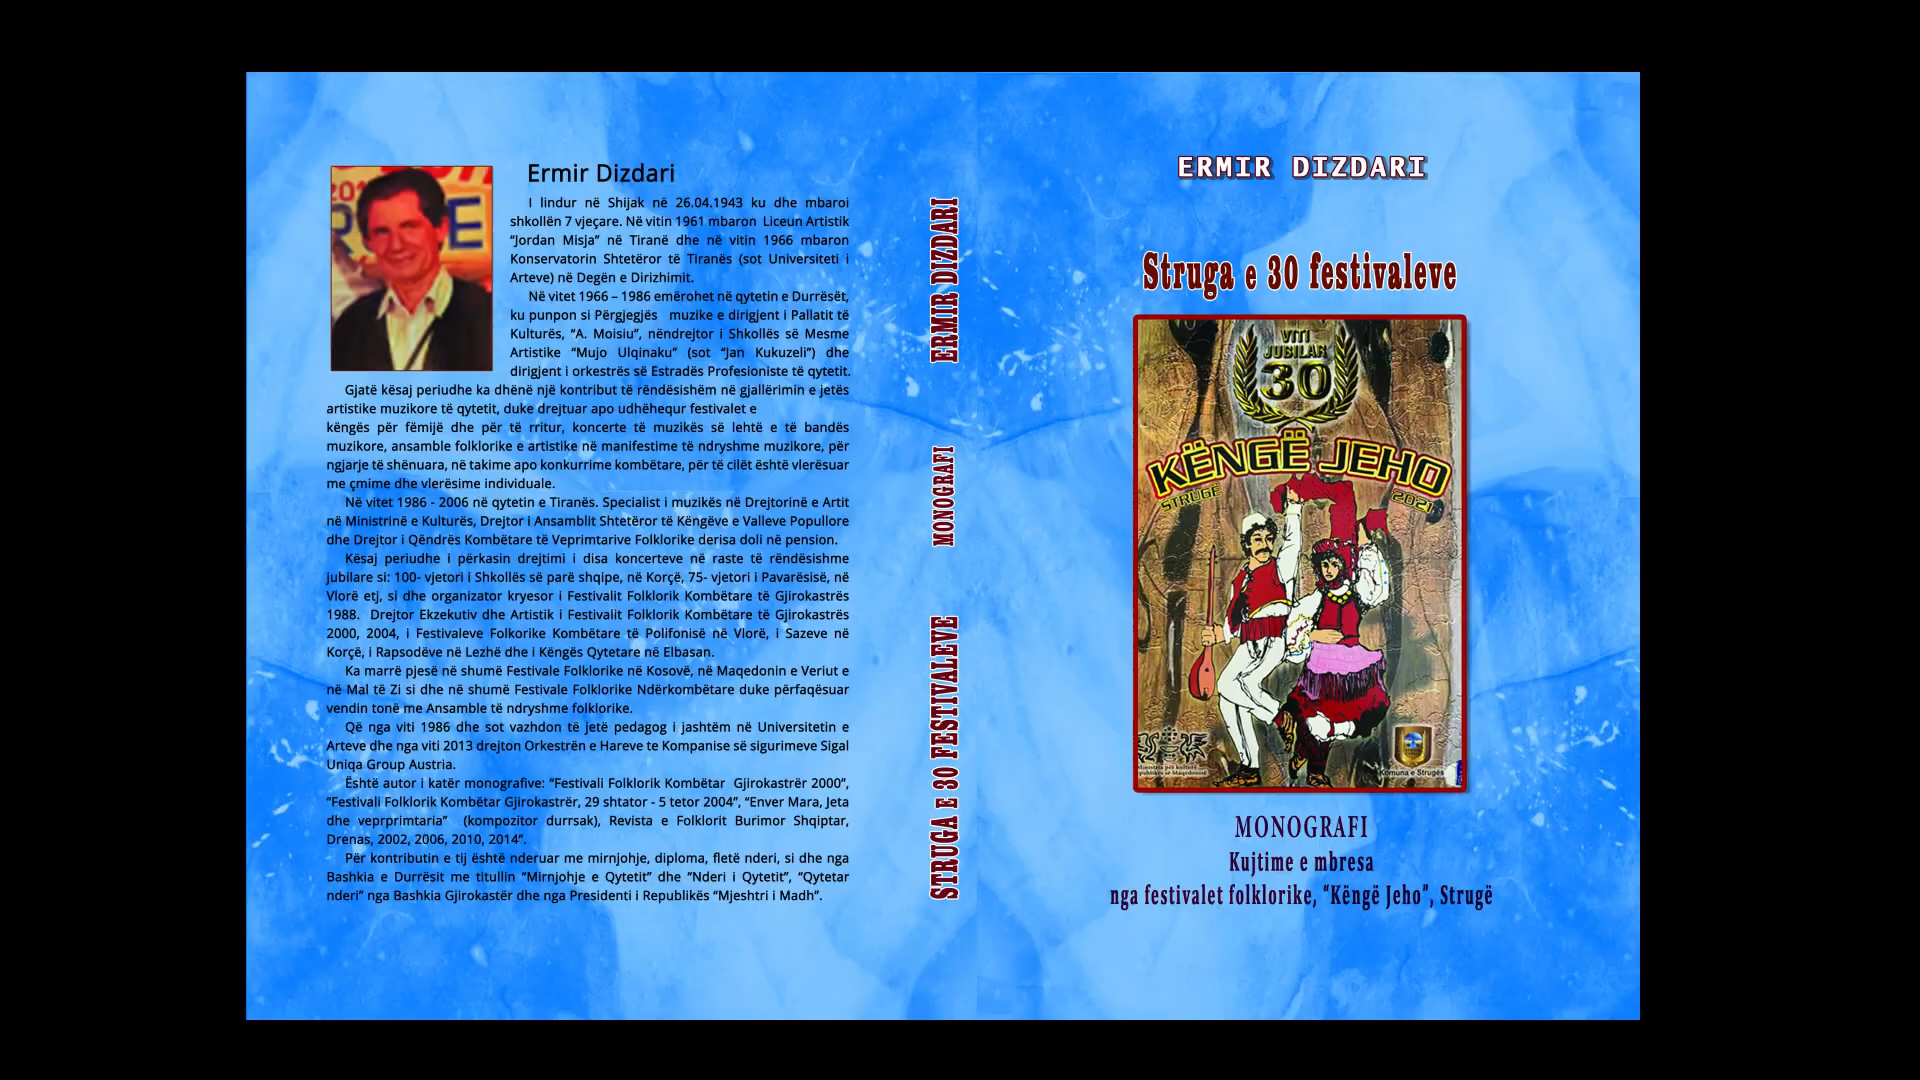 Ermir Dizdari
I lindur në Shijak në 26.04.1943 ku dhe mbaroi
shkollën 7 vjeçare. Në vitin 1961 mbaron Liceun Artistik
“Jordan Misja” në Tiranë dhe në vitin 1966 mbaron
Konservatorin Shtetëror të Tiranës (sot Universiteti i
Arteve) në Degën e Dirizhimit.
Në vitet 1966 – 1986 emërohet në qytetin e Durrësët,
ku punpon si Përgjegjës muzike e dirigjent i Pallatit të
Kulturës, “A. Moisiu”, nëndrejtor i Shkollës së Mesme
Artistike “Mujo Ulqinaku” (sot “Jan Kukuzeli”) dhe
dirigjent i orkestrës së Estradës Profesioniste të qytetit.
Gjatë kësaj periudhe ka dhënë një kontribut të rëndësishëm në gjallërimin e jetës
artistike muzikore të qytetit, duke drejtuar apo udhëhequr festivalet e
këngës për fëmijë dhe për të rritur, koncerte të muzikës së lehtë e të bandës
muzikore, ansamble folklorike e artistike në manifestime të ndryshme muzikore, për
ngjarje të shënuara, në takime apo konkurrime kombëtare, për të cilët është vlerësuar
me çmime dhe vlerësime individuale.
Në vitet 1986 - 2006 në qytetin e Tiranës. Specialist i muzikës në Drejtorinë e Artit
në Ministrinë e Kulturës, Drejtor i Ansamblit Shtetëror të Këngëve e Valleve Popullore
dhe Drejtor i Qëndrës Kombëtare të Veprimtarive Folklorike derisa doli në pension.
Kësaj periudhe i përkasin drejtimi i disa koncerteve në raste të rëndësishme
jubilare si: 100- vjetori i Shkollës së parë shqipe, në Korçë, 75- vjetori i Pavarësisë, në
Vlorë etj, si dhe organizator kryesor i Festivalit Folklorik Kombëtare të Gjirokastrës
1988. Drejtor Ekzekutiv dhe Artistik i Festivalit Folklorik Kombëtare të Gjirokastrës
2000, 2004, i Festivaleve Folkorike Kombëtare të Polifonisë në Vlorë, i Sazeve në
Korçë, i Rapsodëve në Lezhë dhe i Këngës Qytetare në Elbasan.
Ka marrë pjesë në shumë Festivale Folklorike në Kosovë, në Maqedonin e Veriut e
në Mal të Zi si dhe në shumë Festivale Folklorike Ndërkombëtare duke përfaqësuar
vendin tonë me Ansamble të ndryshme folklorike.
Që nga viti 1986 dhe sot vazhdon të jetë pedagog i jashtëm në Universitetin e
Arteve dhe nga viti 2013 drejton Orkestrën e Hareve te Kompanise së sigurimeve Sigal
Uniqa Group Austria.
Është autor i katër monografive: “Festivali Folklorik Kombëtar Gjirokastrër 2000”,
“Festivali Folklorik Kombëtar Gjirokastrër, 29 shtator - 5 tetor 2004”, “Enver Mara, Jeta
dhe veprprimtaria” (kompozitor durrsak), Revista e Folklorit Burimor Shqiptar,
Drenas, 2002, 2006, 2010, 2014”.
Për kontributin e tij është nderuar me mirnjohje, diploma, fletë nderi, si dhe nga
Bashkia e Durrësit me titullin “Mirnjohje e Qytetit” dhe “Nderi i Qytetit”, “Qytetar
nderi” nga Bashkia Gjirokastër dhe nga Presidenti i Republikës “Mjeshtri i Madh”.
STRUGA E 30 FESTIVALEVE MONOGRAFI ERMIR DIZDARI
ERMIR DIZDARI
Struga e 30 festivaleve
VITI
JUBILAR
30
KËNGË JEHO
STRUGË 2021
Ministria për kulturë
Komuna e Strugës
MONOGRAFI
Kujtime e mbresa
nga festivalet folklorike, “Këngë Jeho”, Strugë